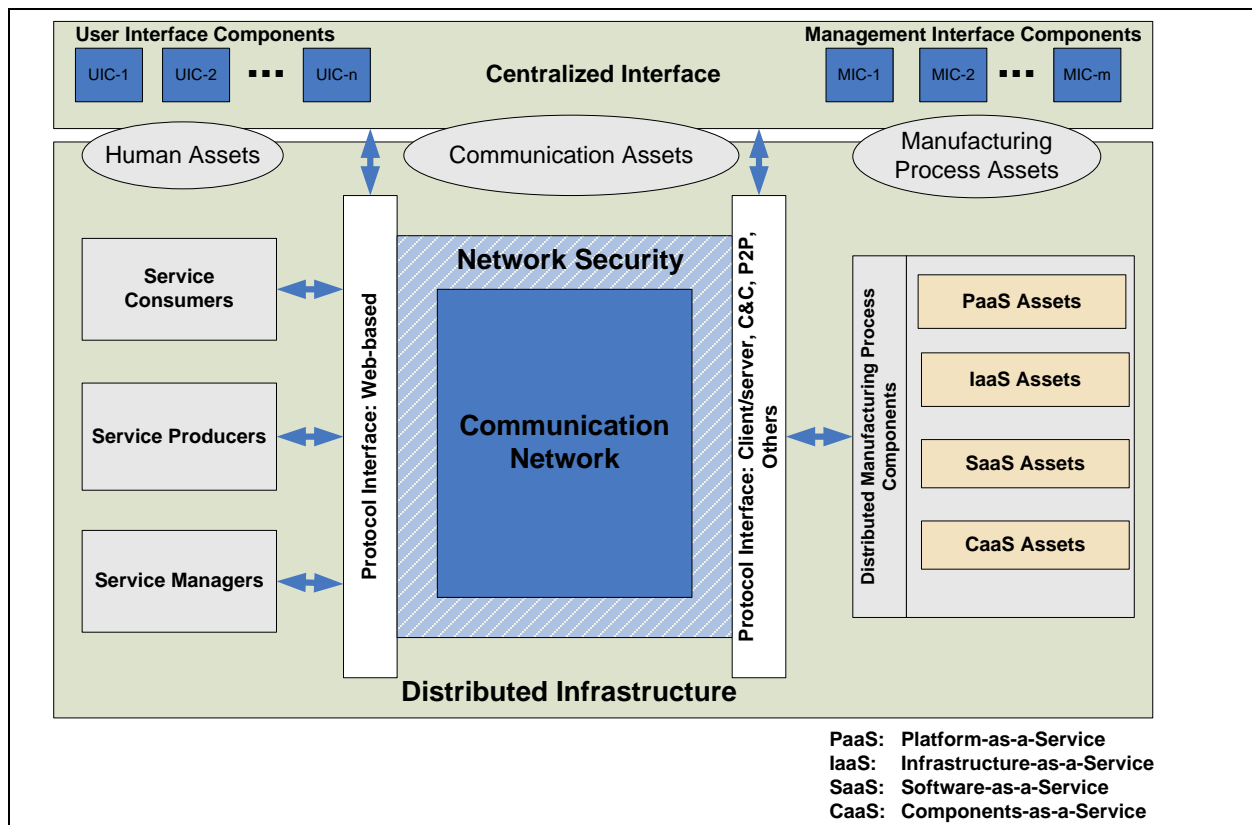 User Interface Components
UIC-1
UIC-2
UIC-n
Centralized Interface
Management Interface Components
MIC-1
MIC-2
MIC-m
Human Assets
Communication Assets
Manufacturing
Process Assets
Service
Consumers
Service Producers
Service Managers
Protocol Interface: Web-based
Network Security
Communication
Network
Protocol Interface: Client/server, C&C, P2P,
Others
Distributed Manufacturing Process
Components
PaaS Assets
IaaS Assets
SaaS Assets
CaaS Assets
Distributed Infrastructure
PaaS: Platform-as-a-Service
IaaS: Infrastructure-as-a-Service
SaaS: Software-as-a-Service
CaaS: Components-as-a-Service